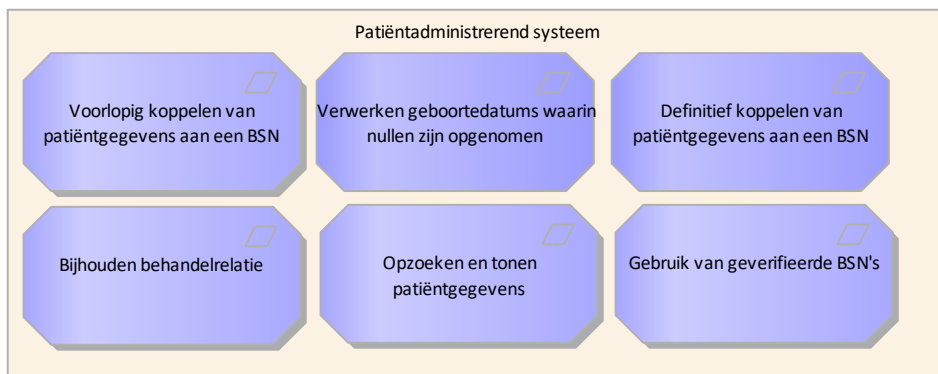 Patiëntadministrerend systeem
Voorlopig koppelen van
patiëntgegevens aan een BSN
Verwerken geboortedatums waarin
nullen zijn opgenomen
Definitief koppelen van
patiëntgegevens aan een BSN
Bijhouden behandelrelatie
Opzoeken en tonen
patiëntgegevens
Gebruik van geverifieerde BSN's